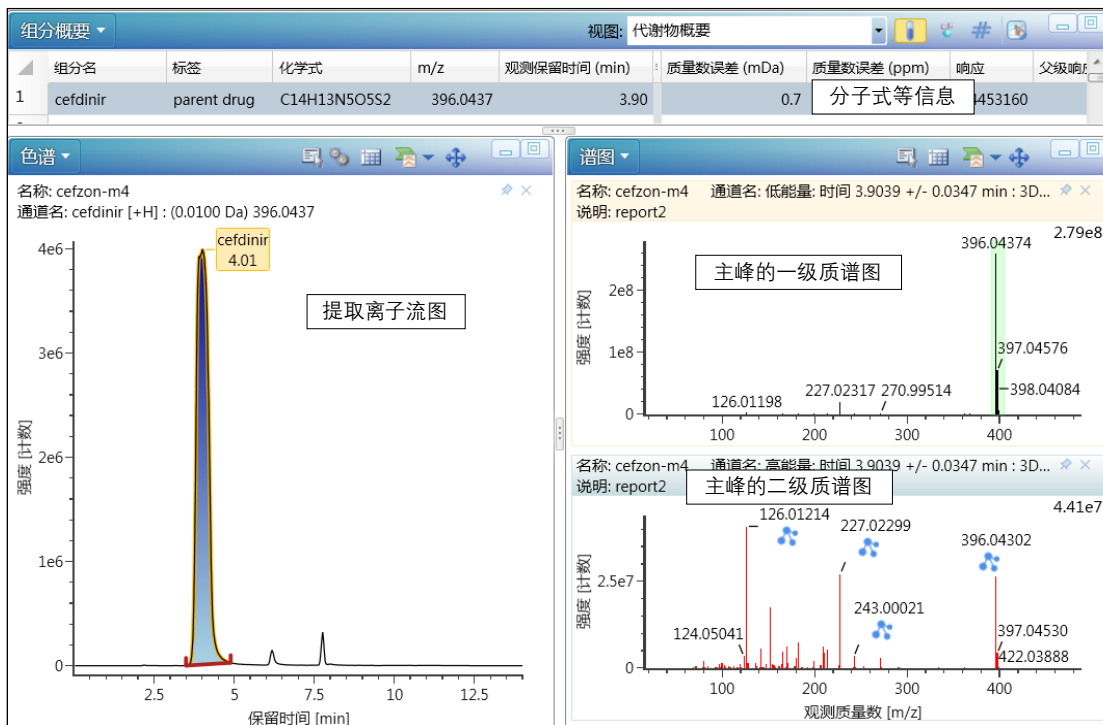 组分概要
视图: 代谢物概要
组分名 标签 化学式 m/z 观测保留时间 (min) 质量数误差 (mDa) 质量数误差 (ppm) 响应 父级响应
1 cefdinir parent drug C14H13N5O5S2 396.0437 3.90 0.7 分子式等信息 4453160
色谱
名称: cefzon-m4
通道名: cefdinir [+H] : (0.0100 Da) 396.0437
cefdinir
4.01
提取离子流图
4e6
3e6
2e6
1e6
0
强度 [计数]
2.5 5 7.5 10 12.5
保留时间 [min]
谱图
名称: cefzon-m4 通道名: 低能量: 时间 3.9039 +/- 0.0347 min : 3D...
说明: report2
2.79e8
396.04374
主峰的一级质谱图
2e8
1e8
0
强度 [计数]
397.04576
398.04084
126.01198 227.02317 270.99514
100 200 300 400
名称: cefzon-m4 通道名: 高能量: 时间 3.9039 +/- 0.0347 min : 3D...
说明: report2
主峰的二级质谱图
4.41e7
126.01214 227.02299 396.04302
2.5e7
0
强度 [计数]
243.00021
124.05041
397.04530
422.03888
100 200 300 400
观测质量数 [m/z]